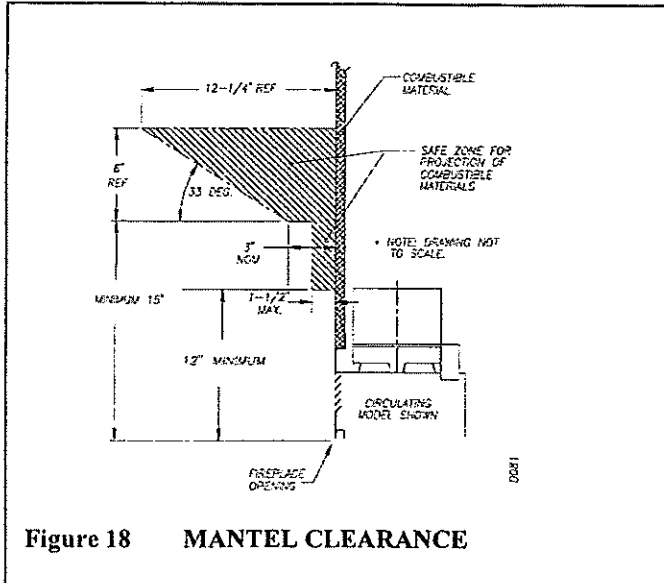 12-1/4" REF
COMBUSTIBLE
MATERIAL
6"
REF
33 DEG.
SAFE ZONE FOR
PROJECTION OF
COMBUSTIBLE
MATERIALS
3"
NOM
* NOTE: DRAWING NOT
TO SCALE.
MINIMUM 15"
1-1/2"
MAX.
12" MINIMUM
CIRCULATING
MODEL SHOWN
FIREPLACE
OPENING
Figure 18 MANTEL CLEARANCE